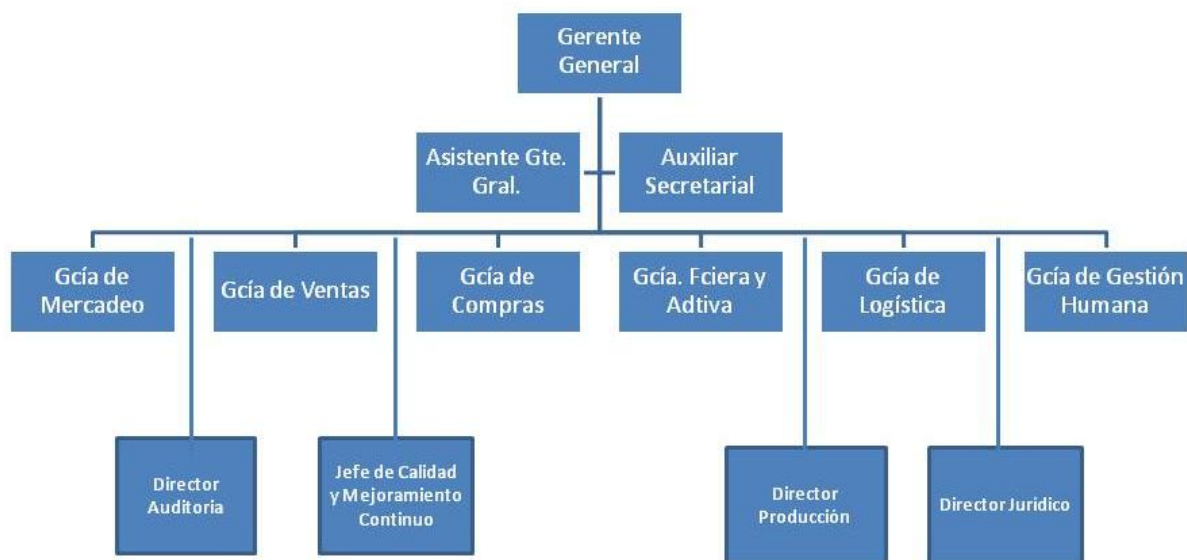 Gerente
General
Asistente Gte.
Gral.
Auxiliar
Secretarial
Gcía de
Mercadeo
Gcía de Ventas
Gcía de
Compras
Gcía. Fciera y
Adtiva
Gcía de
Logística
Gcía de Gestión
Humana
Director
Auditoria
Jefe de Calidad
y Mejoramiento
Continuo
Director
Producción
Director Juridico